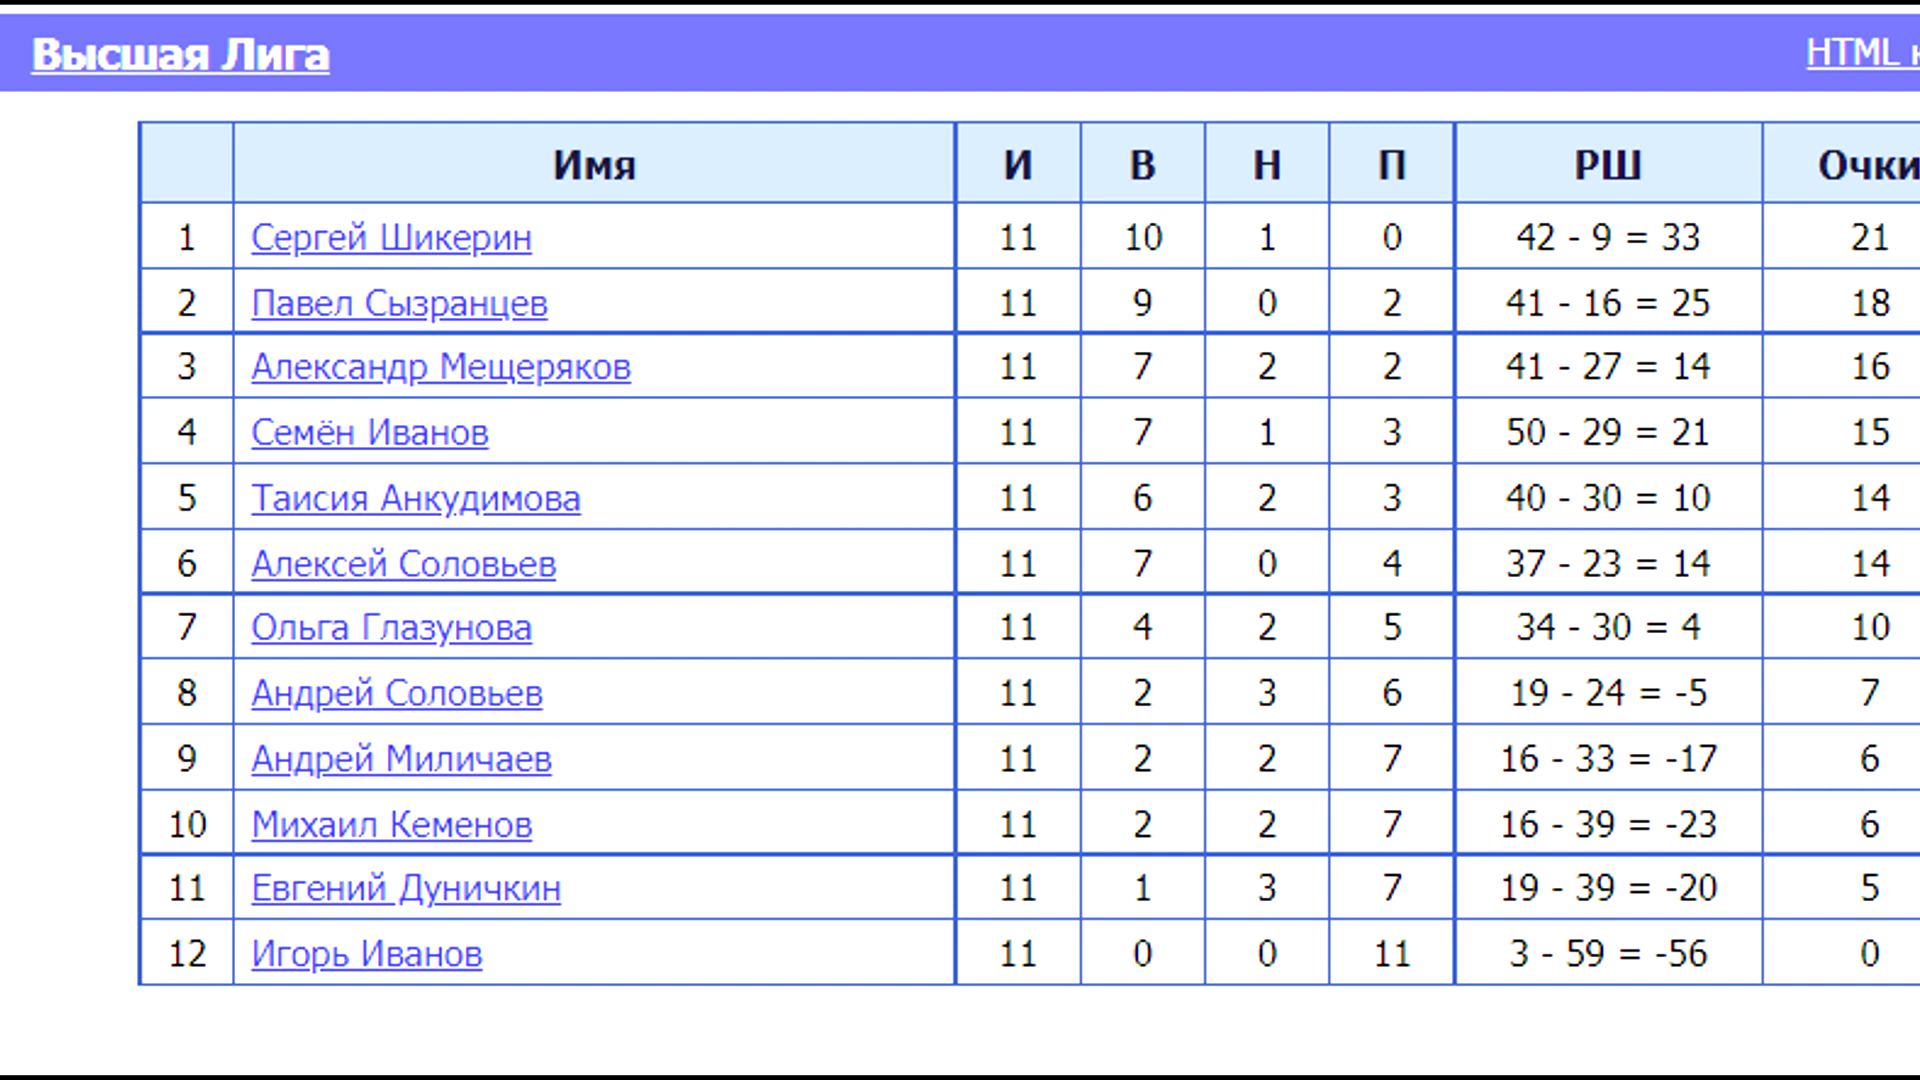 Высшая Лига HTML
Имя И В Н П РШ Очки
1 Сергей Шикерин 11 10 1 0 42 - 9 = 33 21
2 Павел Сызранцев 11 9 0 2 41 - 16 = 25 18
3 Александр Мещеряков 11 7 2 2 41 - 27 = 14 16
4 Семён Иванов 11 7 1 3 50 - 29 = 21 15
5 Таисия Анкудимова 11 6 2 3 40 - 30 = 10 14
6 Алексей Соловьев 11 7 0 4 37 - 23 = 14 14
7 Ольга Глазунова 11 4 2 5 34 - 30 = 4 10
8 Андрей Соловьев 11 2 3 6 19 - 24 = -5 7
9 Андрей Миличаев 11 2 2 7 16 - 33 = -17 6
10 Михаил Кеменов 11 2 2 7 16 - 39 = -23 6
11 Евгений Дуничкин 11 1 3 7 19 - 39 = -20 5
12 Игорь Иванов 11 0 0 11 3 - 59 = -56 0